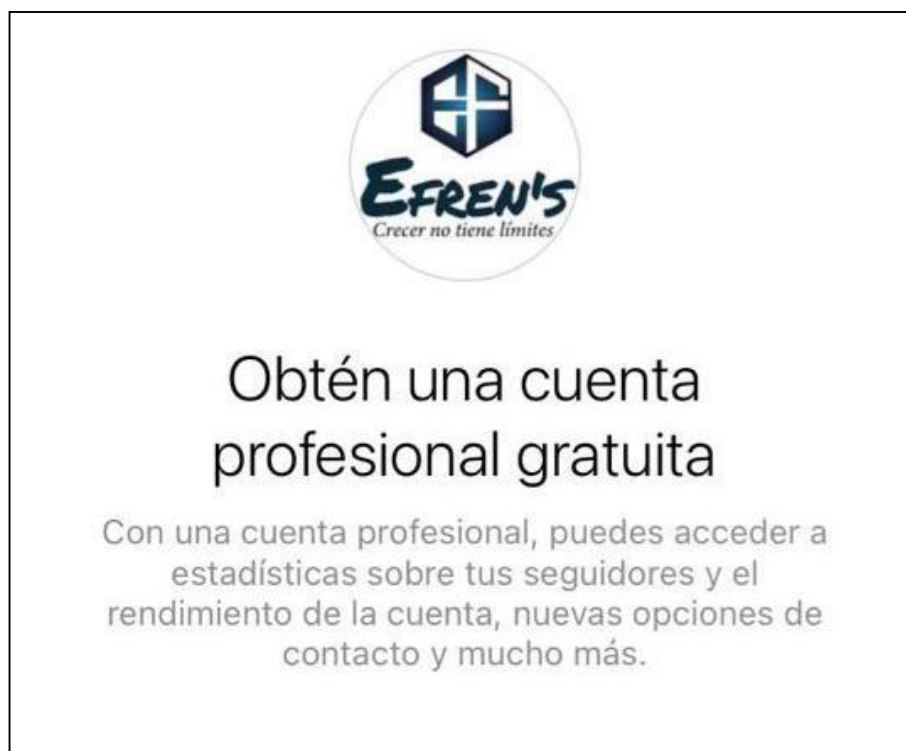 EF
EFREN'S
Crecer no tiene límites
Obtén una cuenta
profesional gratuita
Con una cuenta profesional, puedes acceder a
estadísticas sobre tus seguidores y el
rendimiento de la cuenta, nuevas opciones de
contacto y mucho más.